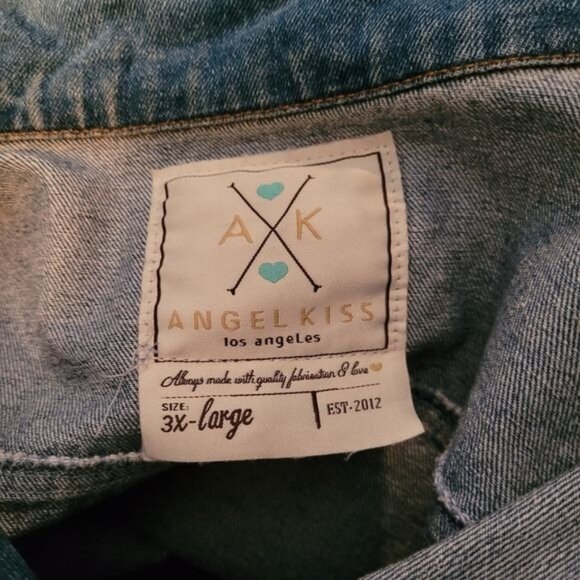 A K
ANGEL KISS
los angeles
Always made with quality fabrication & love
SIZE:
3X-large
EST-2012